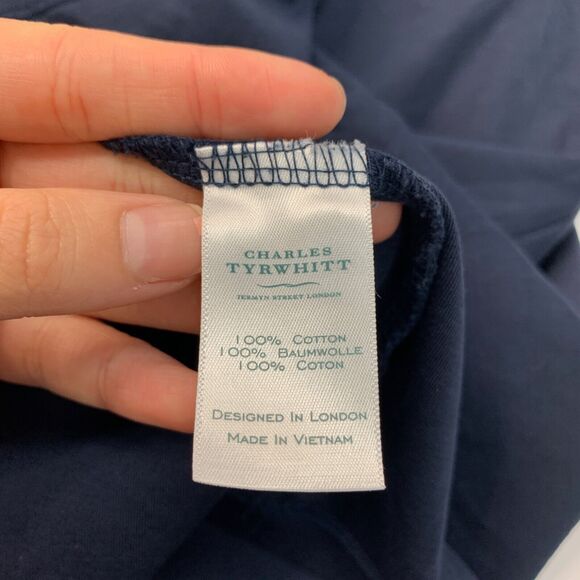 CHARLES
TYRWHITT
JERMYN STREET LONDON
100% COTTON
100% BAUMWOLLE
100% COTON
DESIGNED IN LONDON
MADE IN VIETNAM